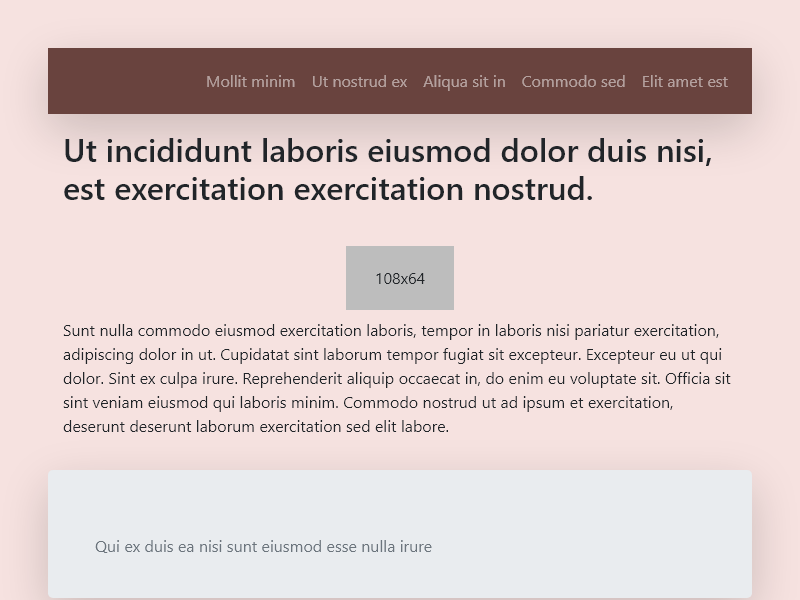 Mollit minim Ut nostrud ex Aliqua sit in Commodo sed Elit amet est
Ut incididunt laboris eiusmod dolor duis nisi,
est exercitation exercitation nostrud.
108x64
Sunt nulla commodo eiusmod exercitation laboris, tempor in laboris nisi pariatur exercitation,
adipiscing dolor in ut. Cupidatat sint laborum tempor fugiat sit excepteur. Excepteur eu ut qui
dolor. Sint ex culpa irure. Reprehenderit aliquip occaecat in, do enim eu voluptate sit. Officia sit
sint veniam eiusmod qui laboris minim. Commodo nostrud ut ad ipsum et exercitation,
deserunt deserunt laborum exercitation sed elit labore.
Qui ex duis ea nisi sunt eiusmod esse nulla irure